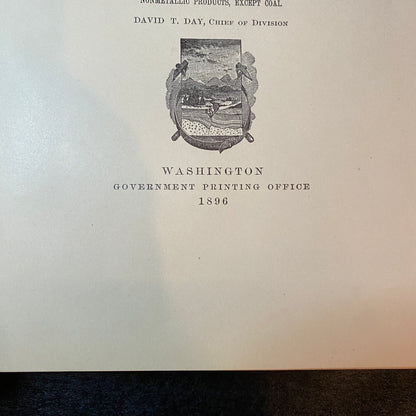 NONMETALLIC PRODUCTS, EXCEPT COAL
DAVID T. DAY, CHIEF OF DIVISION
WASHINGTON
GOVERNMENT PRINTING OFFICE
1896